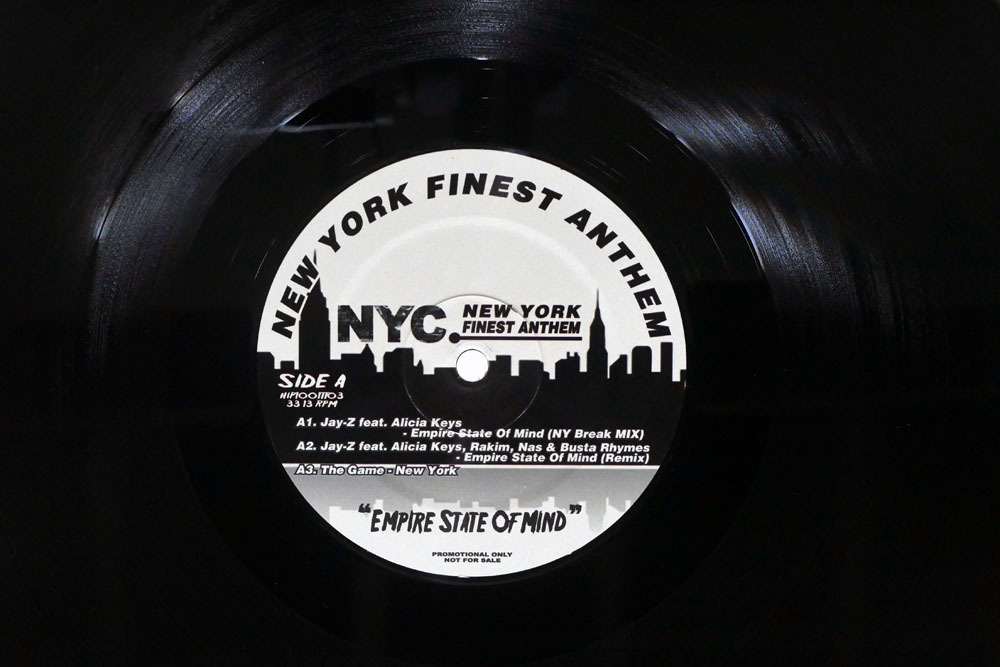 NEW YORK FINEST ANTHEM
NYC. NEW YORK
FINEST ANTHEM
SIDE A
33 13 RPM
A1. Jay-Z feat. Alicia Keys
- Empire State Of Mind (NY Break MIX)
A2. Jay-Z feat. Alicia Keys, Rakim, Nas & Busta Rhymes
- Empire State Of Mind (Remix)
A3. The Game - New York
"EMPIRE STATE OF MIND"
PROMOTIONAL ONLY
NOT FOR SALE